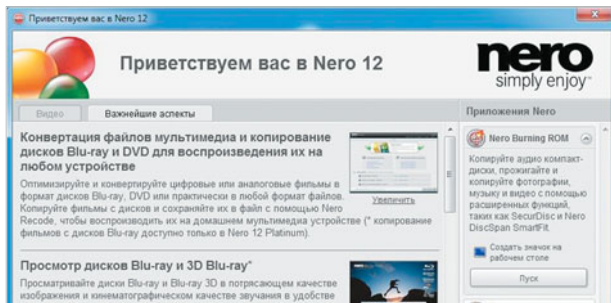 Приветствуем вас в Nero 12
Приветствуем вас в Nero 12
nero
simply enjoy™
Видео
Важнейшие аспекты
Конвертация файлов мультимедиа и копирование
дисков Blu-ray и DVD для воспроизведения их на
любом устройстве
Оптимизируйте и конвертируйте цифровые или аналоговые фильмы в
формат дисков Blu-ray, DVD или практически в любой формат файлов.
Копируйте фильмы с дисков и сохраняйте их в файл с помощью Nero
Recode, чтобы воспроизводить их на домашнем мультимедиа устройстве (* копирование
фильмов с дисков Blu-ray доступно только в Nero 12 Platinum).
Увеличить
Просмотр дисков Blu-ray и 3D Blu-ray*
Просматривайте диски Blu-ray и Blu-ray 3D в потрясающем качестве
изображения и кинематографическом качестве звучания в удобстве
Приложения Nero
Nero Burning ROM
Копируйте аудио компакт-
диски, прожигайте и
копируйте фотографии,
музыку и видео с помощью
расширенных функций,
таких как SecurDisc и Nero
DiscSpan SmartFit.
Создать значок на
рабочем столе
Пуск